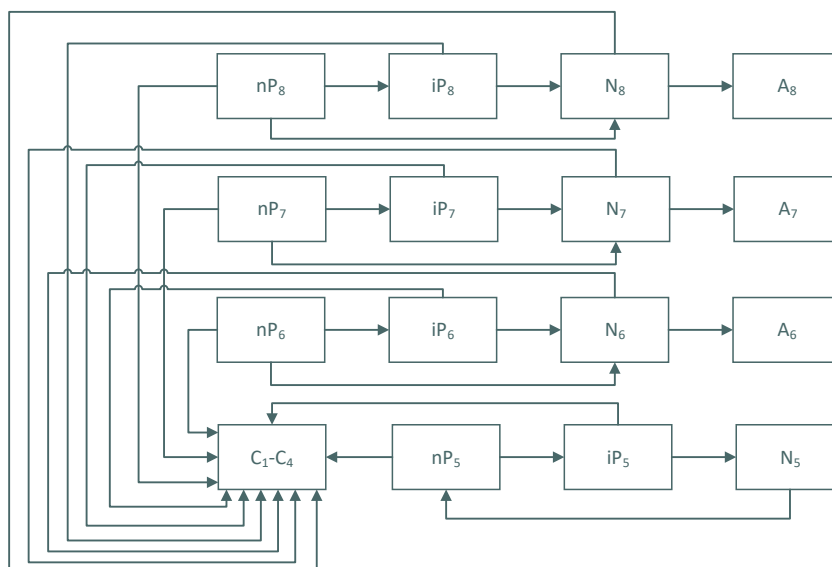 nP₈ iP₈ N₈ A₈
nP₇ iP₇ N₇ A₇
nP₆ iP₆ N₆ A₆
C₁-C₄ nP₅ iP₅ N₅